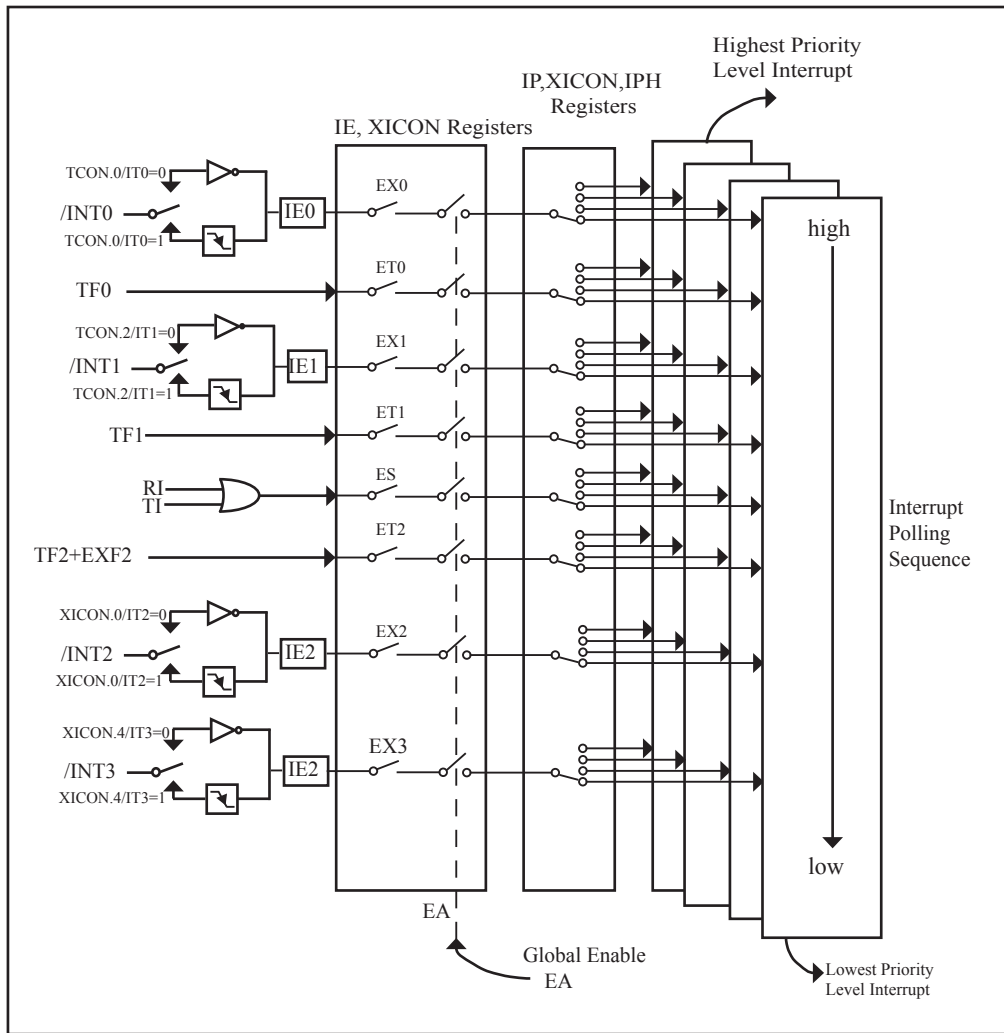 Highest Priority
Level Interrupt
IP,XICON,IPH
Registers
IE, XICON Registers
TCON.0/IT0=0
/INT0
TCON.0/IT0=1
IE0
EX0
high
TF0
ET0
TCON.2/IT1=0
/INT1
TCON.2/IT1=1
IE1
EX1
TF1
ET1
RI
TI
ES
Interrupt
Polling
Sequence
TF2+EXF2
ET2
XICON.0/IT2=0
/INT2
XICON.0/IT2=1
IE2
EX2
XICON.4/IT3=0
/INT3
XICON.4/IT3=1
IE2
EX3
low
EA
Global Enable
EA
Lowest Priority
Level Interrupt